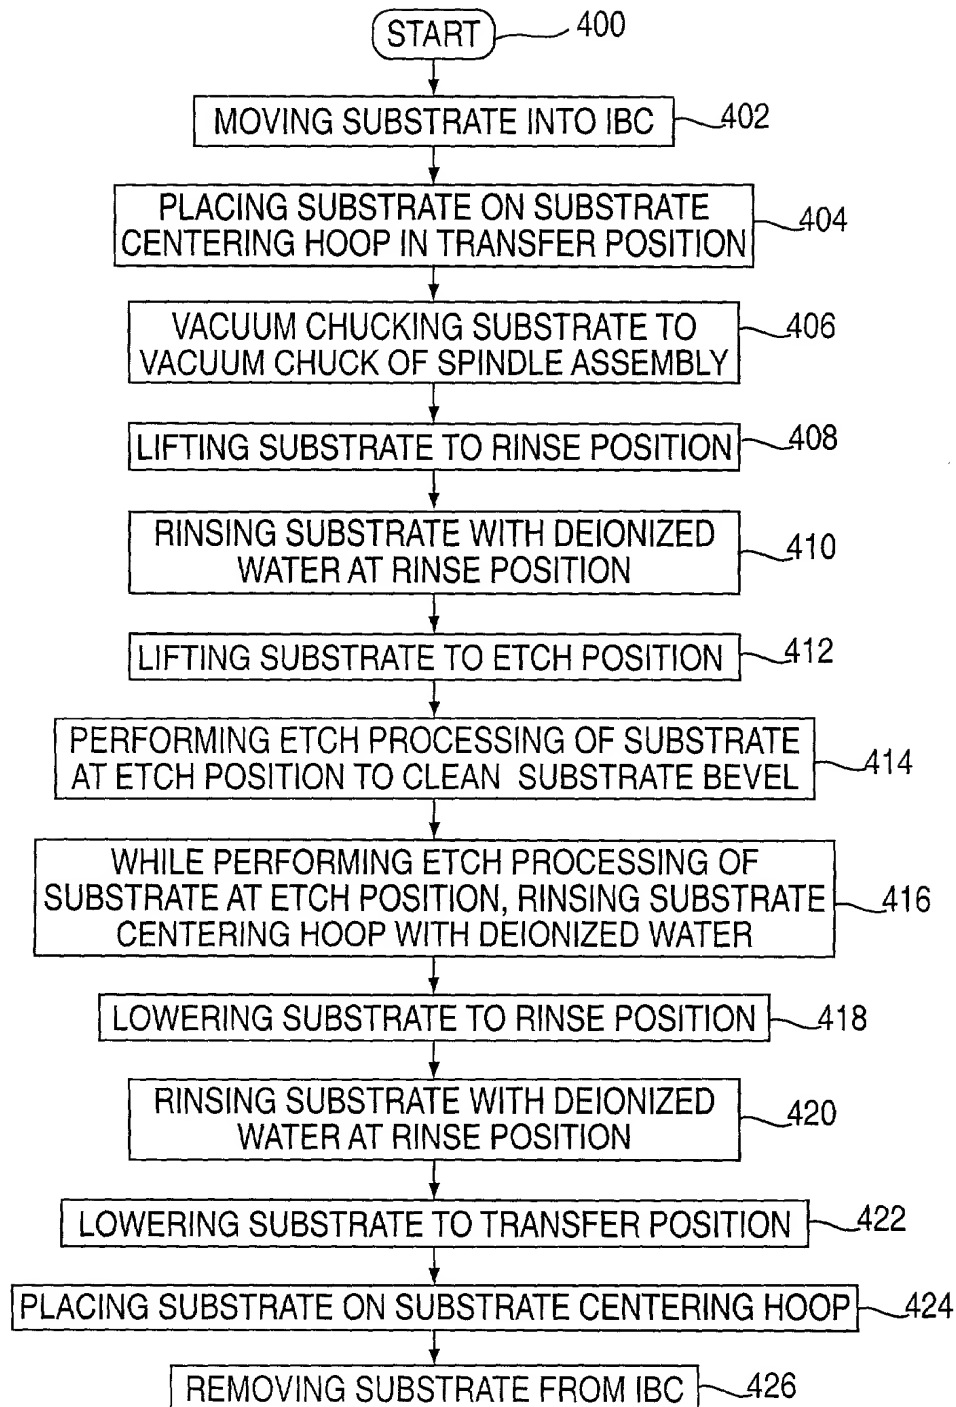 START
400
MOVING SUBSTRATE INTO IBC
402
PLACING SUBSTRATE ON SUBSTRATE
CENTERING HOOP IN TRANSFER POSITION
404
VACUUM CHUCKING SUBSTRATE TO
VACUUM CHUCK OF SPINDLE ASSEMBLY
406
LIFTING SUBSTRATE TO RINSE POSITION
408
RINSING SUBSTRATE WITH DEIONIZED
WATER AT RINSE POSITION
410
LIFTING SUBSTRATE TO ETCH POSITION
412
PERFORMING ETCH PROCESSING OF SUBSTRATE
AT ETCH POSITION TO CLEAN SUBSTRATE BEVEL
414
WHILE PERFORMING ETCH PROCESSING OF
SUBSTRATE AT ETCH POSITION, RINSING SUBSTRATE
CENTERING HOOP WITH DEIONIZED WATER
416
LOWERING SUBSTRATE TO RINSE POSITION
418
RINSING SUBSTRATE WITH DEIONIZED
WATER AT RINSE POSITION
420
LOWERING SUBSTRATE TO TRANSFER POSITION
422
PLACING SUBSTRATE ON SUBSTRATE CENTERING HOOP
424
REMOVING SUBSTRATE FROM IBC
426